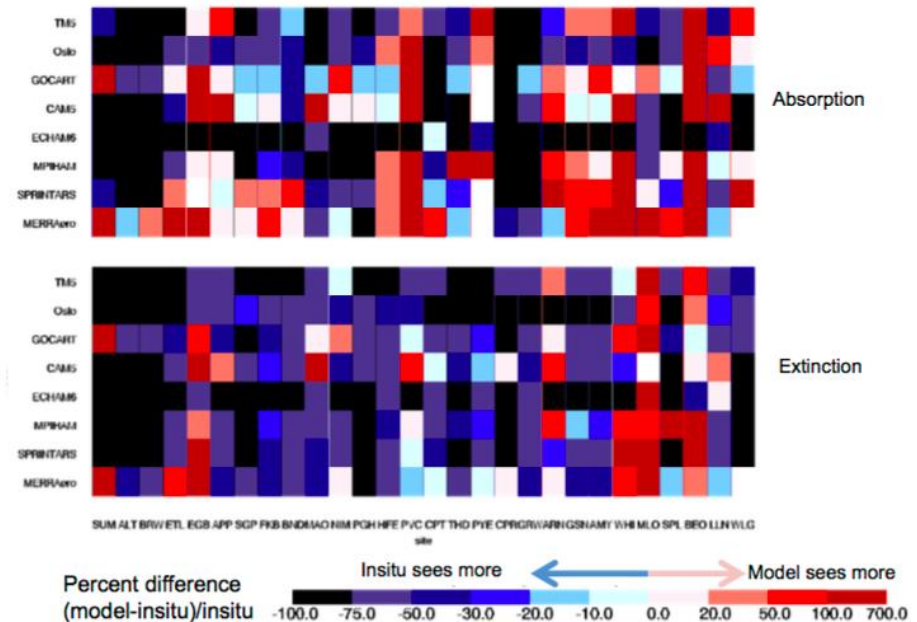 TM5
Oslo
GOCART
CAM5
ECHAM6
MPIHAM
SPRINTARS
MERRAero
Absorption
TM5
Oslo
GOCART
CAM5
ECHAM6
MPIHAM
SPRINTARS
MERRAero
Extinction
SUM ALT BRW ETL EGB APP SGP FKB BND MAO NIM PGH HFE PVC CPT THD PYE CPR GRW ARN GSN AMY WHI MLO SPL BEO LLN WLG
site
Insitu sees more Model sees more
Percent difference
(model-insitu)/insitu
-100.0 -75.0 -50.0 -30.0 -20.0 -10.0 0.0 20.0 50.0 100.0 700.0